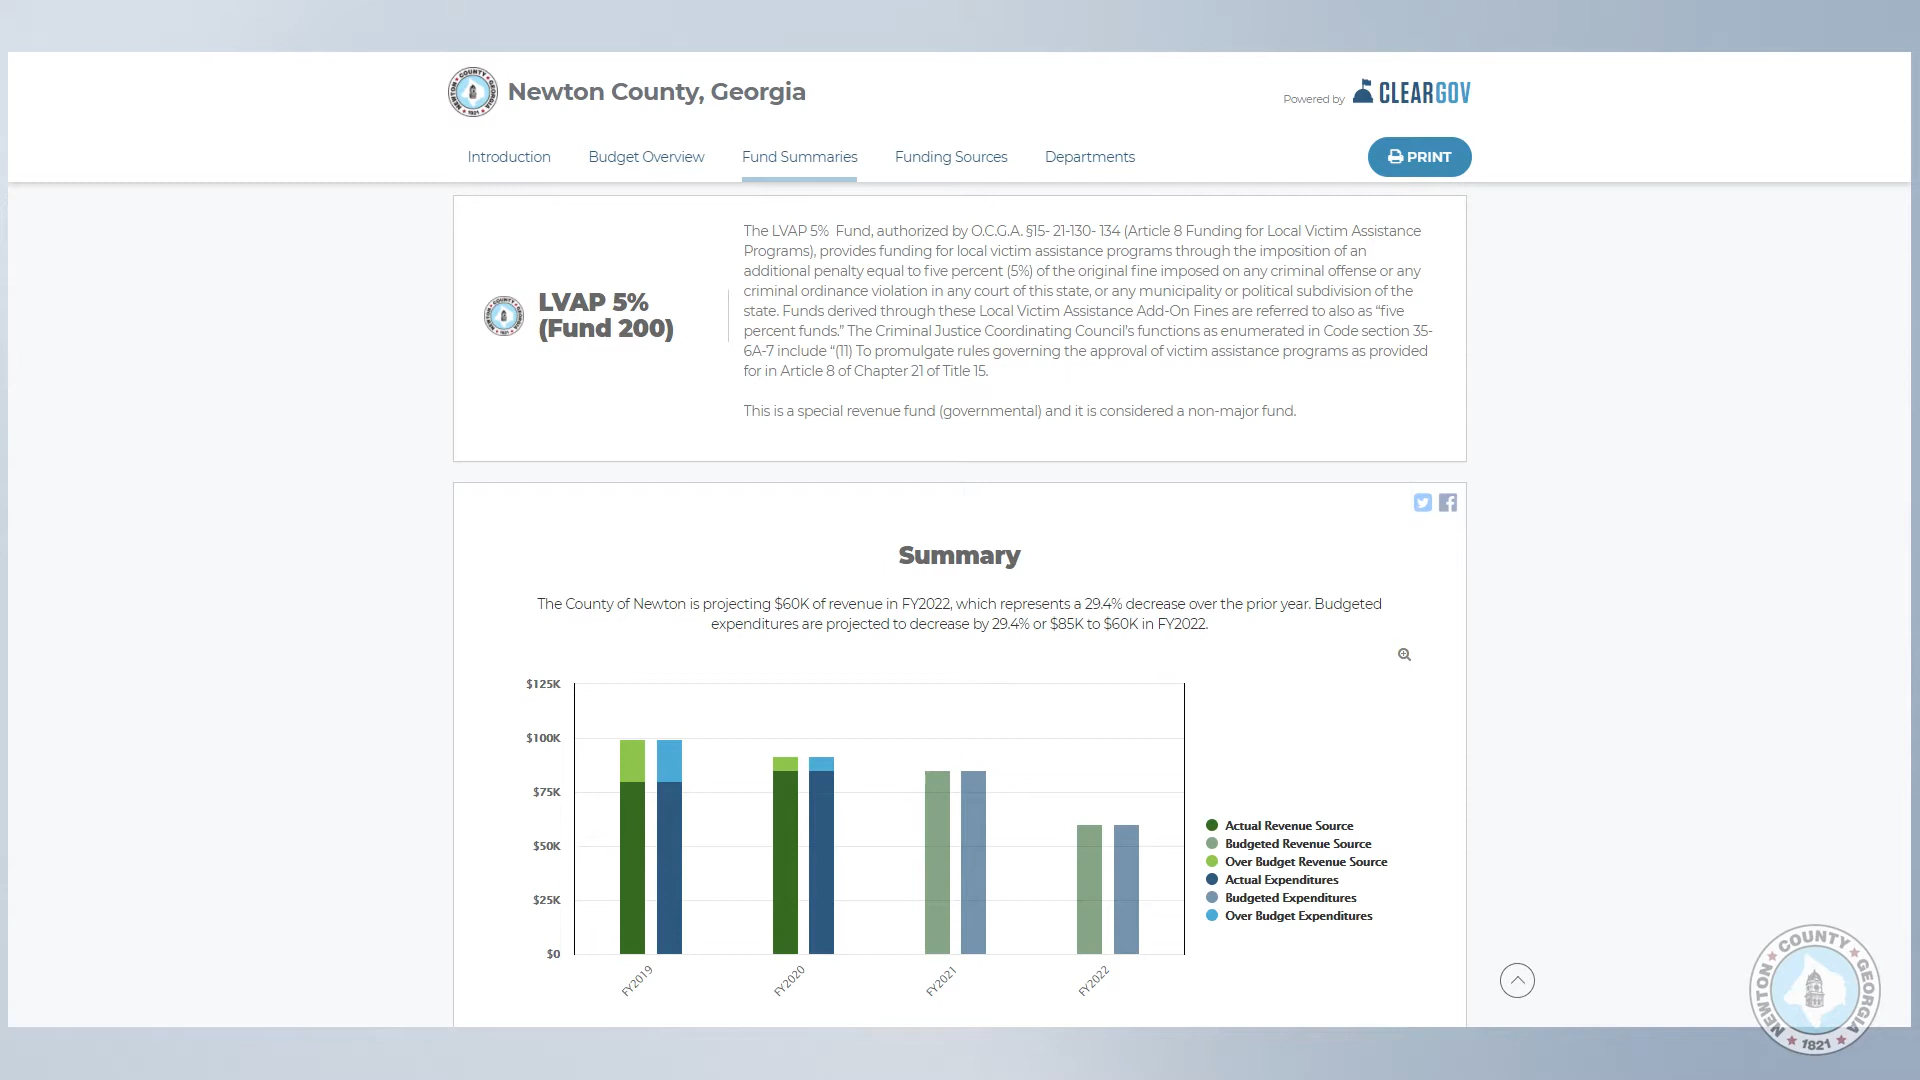 Newton County, Georgia
Powered by CLEARGOV
Introduction
Budget Overview
Fund Summaries
Funding Sources
Departments
PRINT
LVAP 5%
(Fund 200)
The LVAP 5%  Fund, authorized by O.C.G.A. §15- 21-130- 134 (Article 8 Funding for Local Victim Assistance
Programs), provides funding for local victim assistance programs through the imposition of an
additional penalty equal to five percent (5%) of the original fine imposed on any criminal offense or any
criminal ordinance violation in any court of this state, or any municipality or political subdivision of the
state. Funds derived through these Local Victim Assistance Add-On Fines are referred to also as “five
percent funds.” The Criminal Justice Coordinating Council’s functions as enumerated in Code section 35-
6A-7 include “(11) To promulgate rules governing the approval of victim assistance programs as provided
for in Article 8 of Chapter 21 of Title 15.
This is a special revenue fund (governmental) and it is considered a non-major fund.
Summary
The County of Newton is projecting $60K of revenue in FY2022, which represents a 29.4% decrease over the prior year. Budgeted
expenditures are projected to decrease by 29.4% or $85K to $60K in FY2022.
$125K
$100K
$75K
$50K
$25K
$0
FY2019
FY2020
FY2021
FY2022
Actual Revenue Source
Budgeted Revenue Source
Over Budget Revenue Source
Actual Expenditures
Budgeted Expenditures
Over Budget Expenditures
NEWTON COUNTY GEORGIA
1821